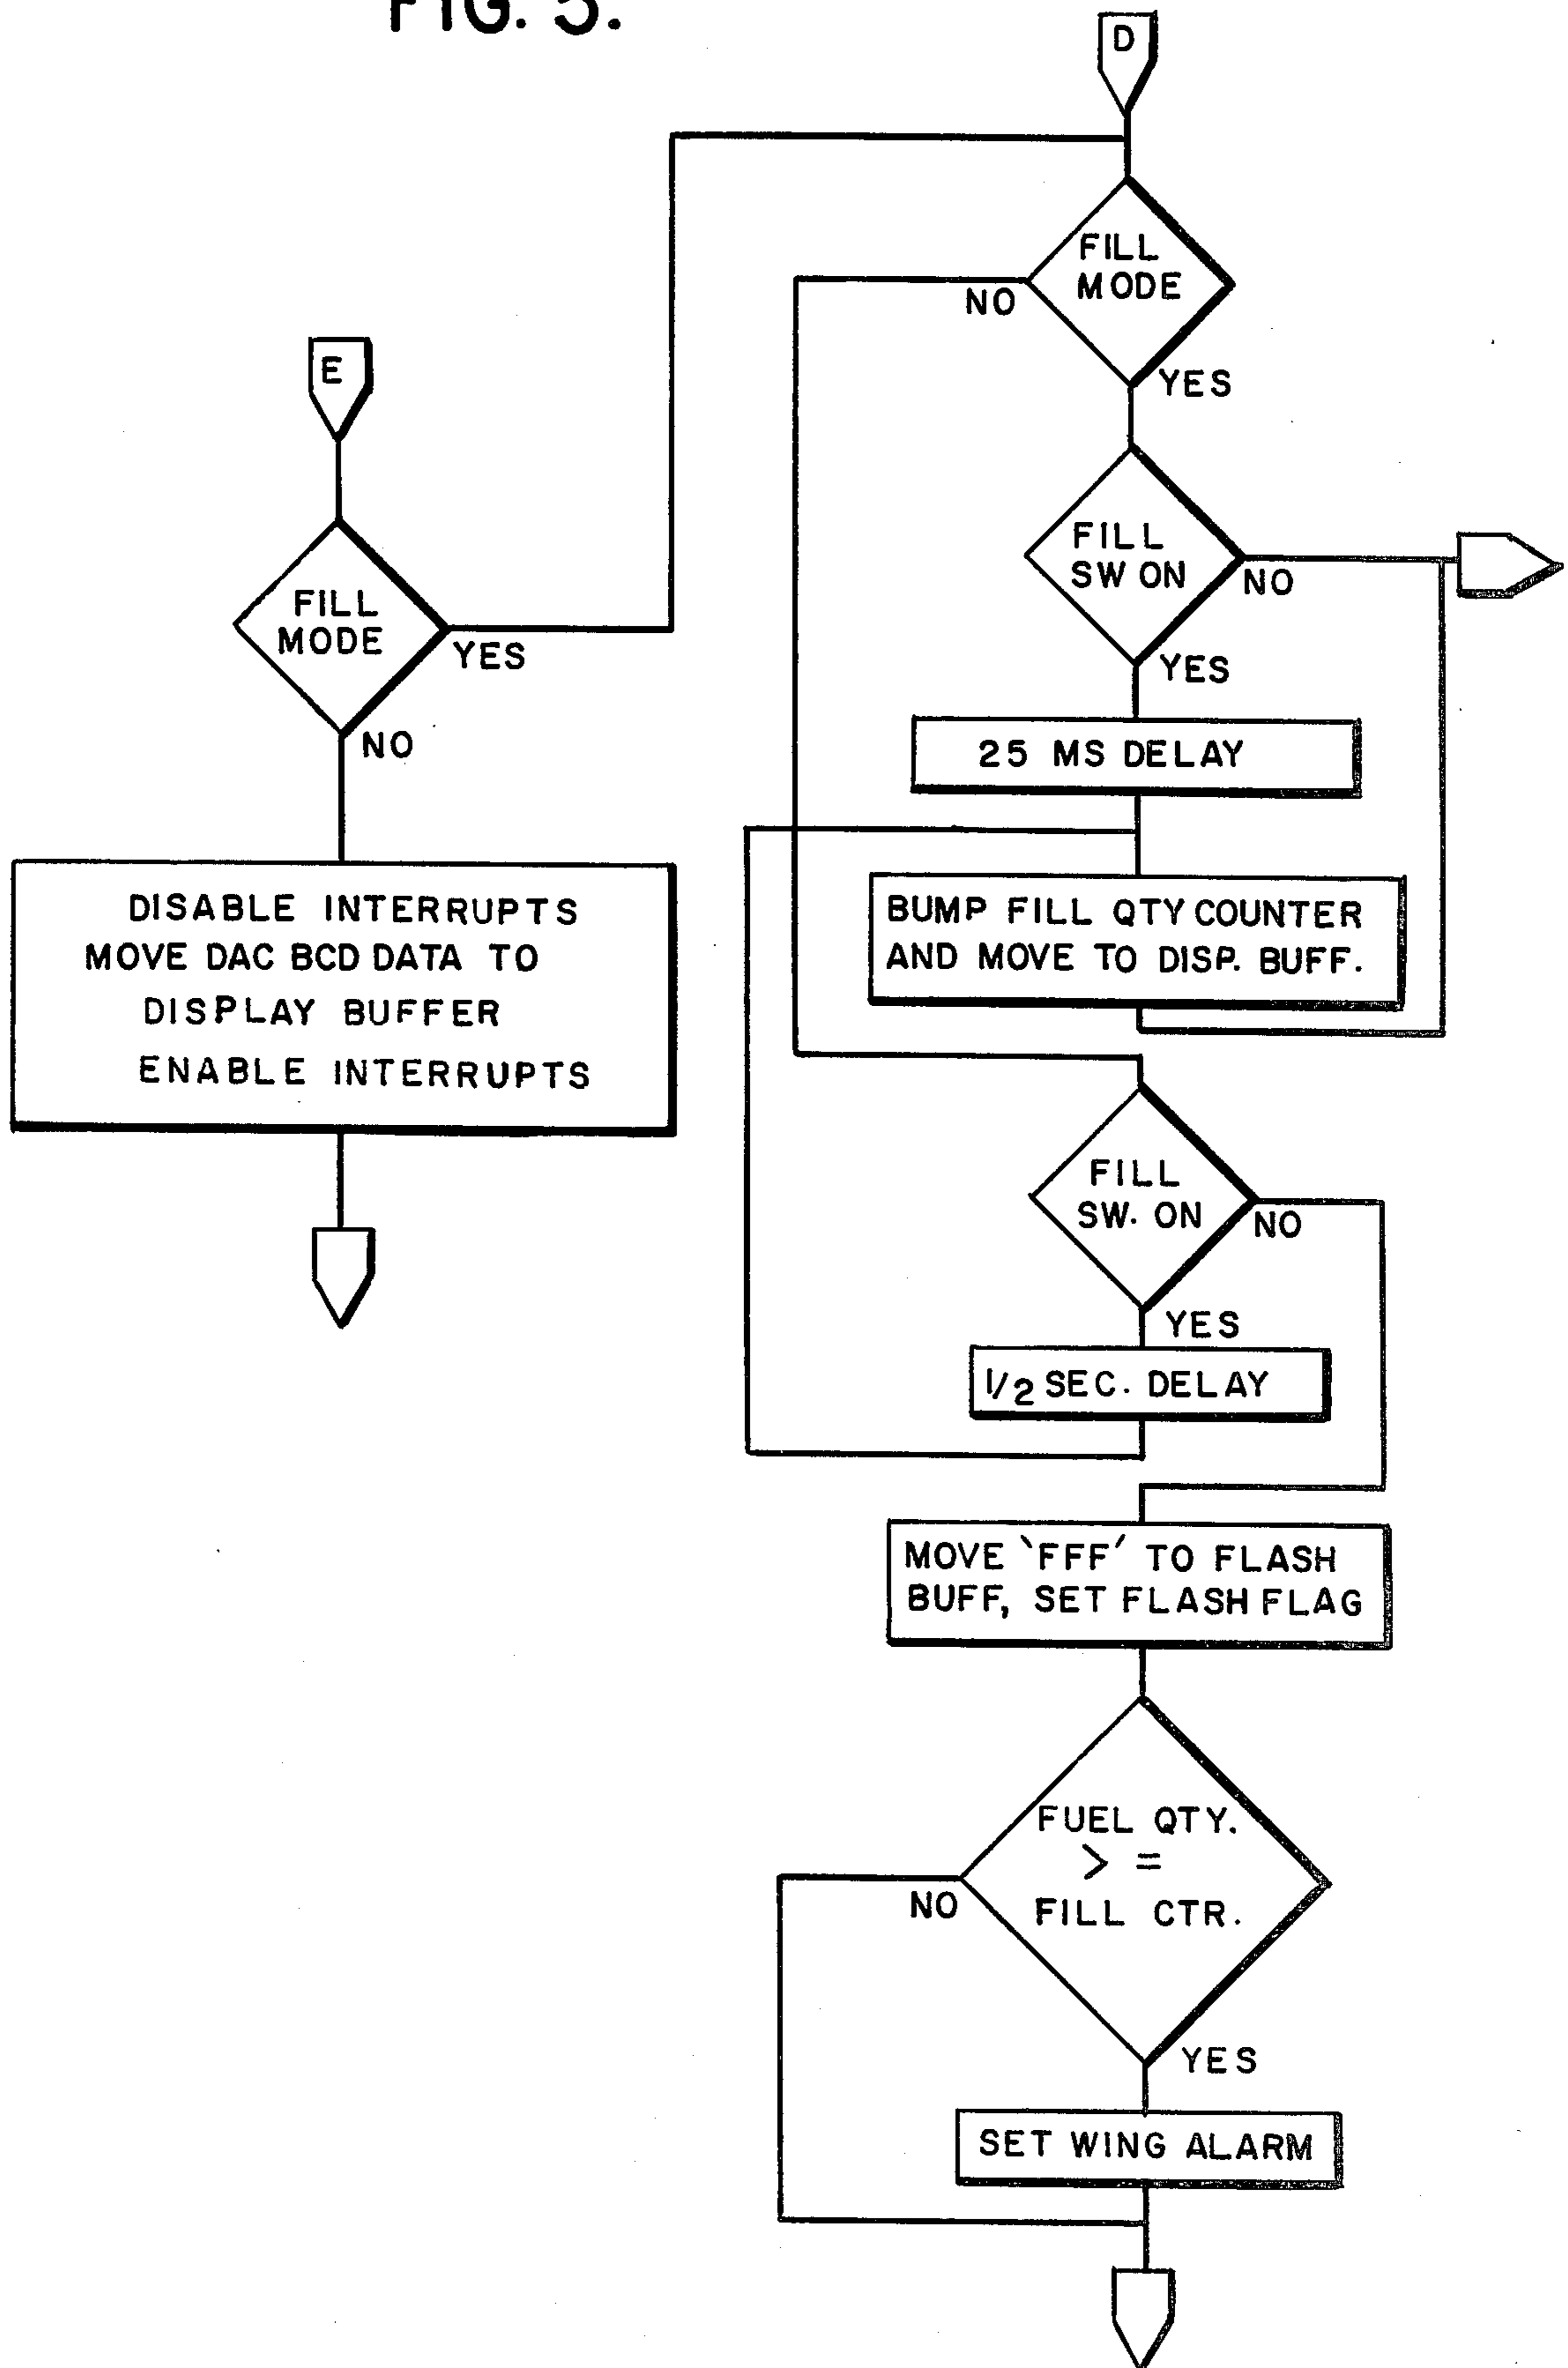 FIG. 5.
D
FILL
MODE
NO
YES
E
FILL
MODE
YES
NO
DISABLE INTERRUPTS
MOVE DAC BCD DATA TO
DISPLAY BUFFER
ENABLE INTERRUPTS
FILL
SW ON
NO
YES
25 MS DELAY
BUMP FILL QTY COUNTER
AND MOVE TO DISP. BUFF.
FILL
SW. ON
NO
YES
1/2 SEC. DELAY
MOVE 'FFF' TO FLASH
BUFF, SET FLASH FLAG
FUEL QTY.
> =
FILL CTR.
NO
YES
SET WING ALARM